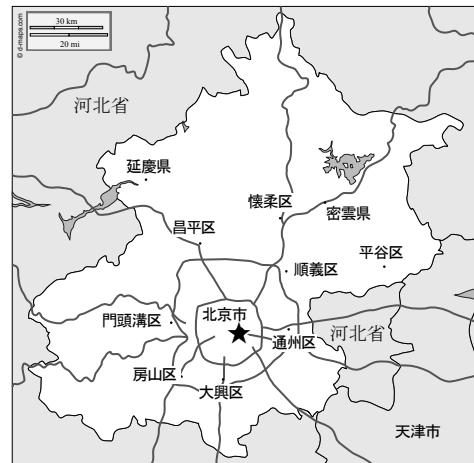 30 km
20 mi
© d-maps.com
河北省
延慶県
懐柔区
密雲県
昌平区
平谷区
順義区
北京市
門頭溝区
河北省
通州区
房山区
大興区
天津市